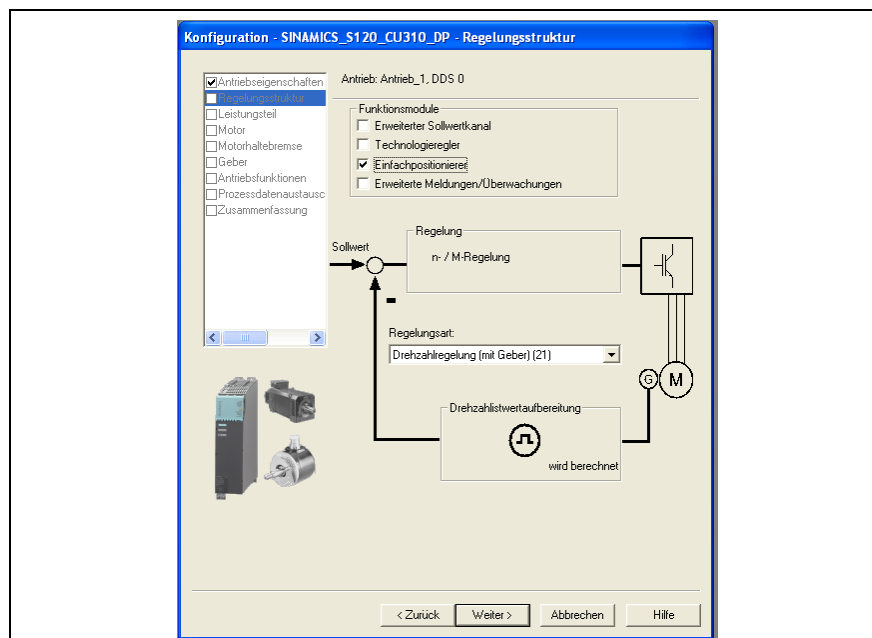 Konfiguration - SINAMICS_S120_CU310_DP - Regelungsstruktur
Antriebseigenschaften
Regelungsstruktur
Leistungsteil
Motor
Motorhaltebremse
Geber
Antriebsfunktionen
Prozessdatenaustausc
Zusammenfassung
Antrieb: Antrieb_1, DDS 0
Funktionsmodule
Erweiterter Sollwertkanal
Technologieregler
Einfachpositionierer
Erweiterte Meldungen/Überwachungen
Sollwert
Regelung
n- / M-Regelung
-
Regelungsart:
Drehzahlregelung (mit Geber) (21)
G
M
Drehzahlistwertaufbereitung
wird berechnet
< Zurück
Weiter >
Abbrechen
Hilfe